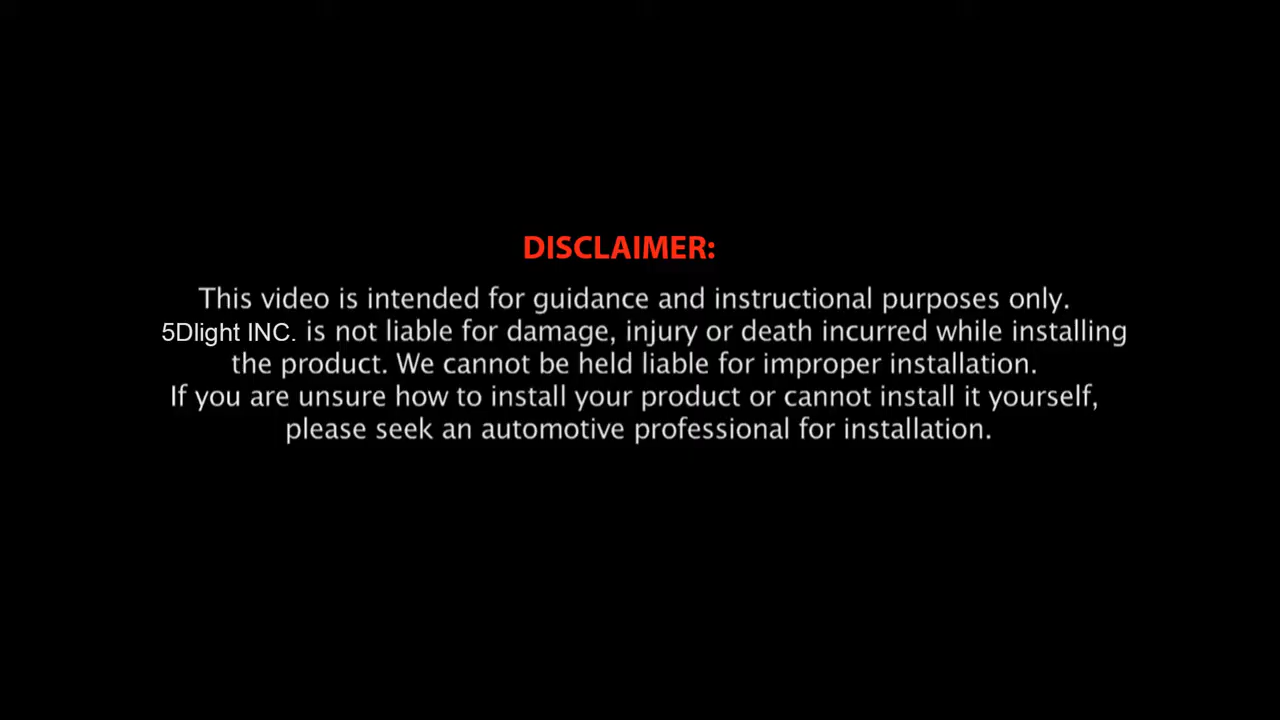 DISCLAIMER:
This video is intended for guidance and instructional purposes only.
5Dlight INC. is not liable for damage, injury or death incurred while installing
the product. We cannot be held liable for improper installation.
If you are unsure how to install your product or cannot install it yourself,
please seek an automotive professional for installation.